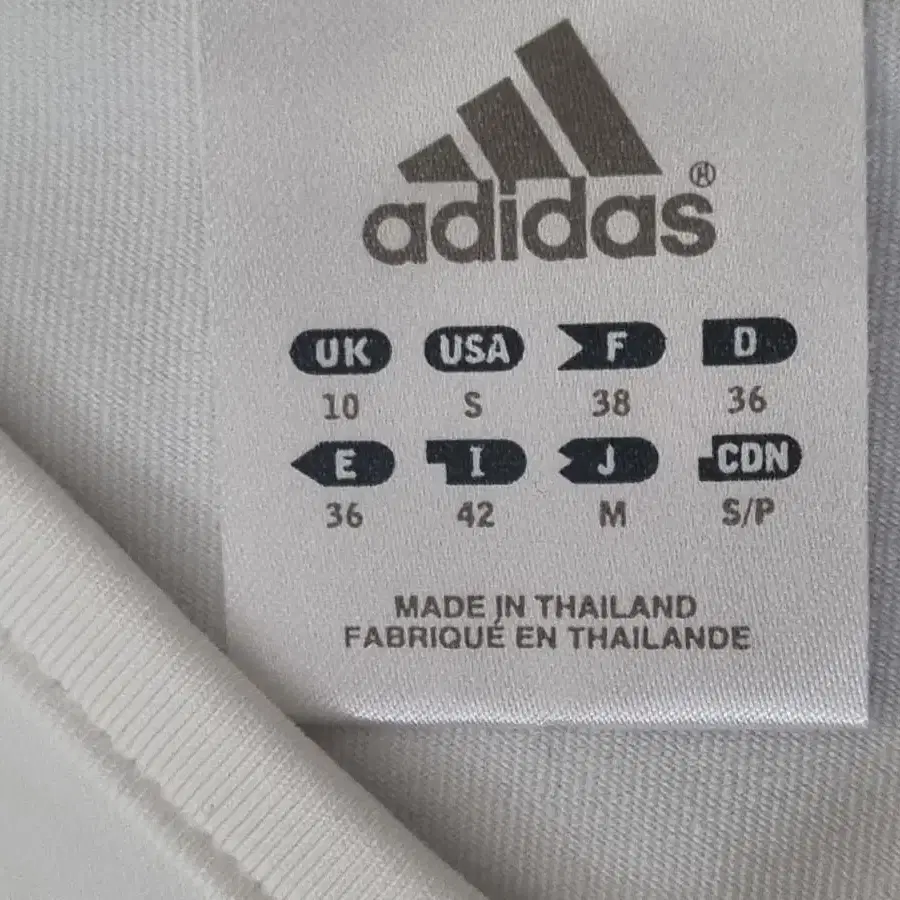 adidas®
UK USA F D
10 S 38 36
E I J CDN
36 42 M S/P
MADE IN THAILAND
FABRIQUÉ EN THAILANDE